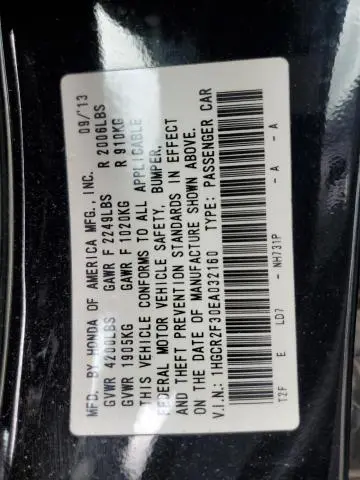 MFD. BY HONDA OF AMERICA MFG., INC. 09/13
GVWR 4200LBS GAWR F 2249LBS R 2006LBS
GVWR 1905KG GAWR F 1020KG R 910KG
THIS VEHICLE CONFORMS TO ALL APPLICABLE
FEDERAL MOTOR VEHICLE SAFETY, BUMPER,
AND THEFT PREVENTION STANDARDS IN EFFECT
ON THE DATE OF MANUFACTURE SHOWN ABOVE.
V.I.N.: 1HGCR2F30EA032160 TYPE: PASSENGER CAR
T2F E LD7 - NH731P - A - A